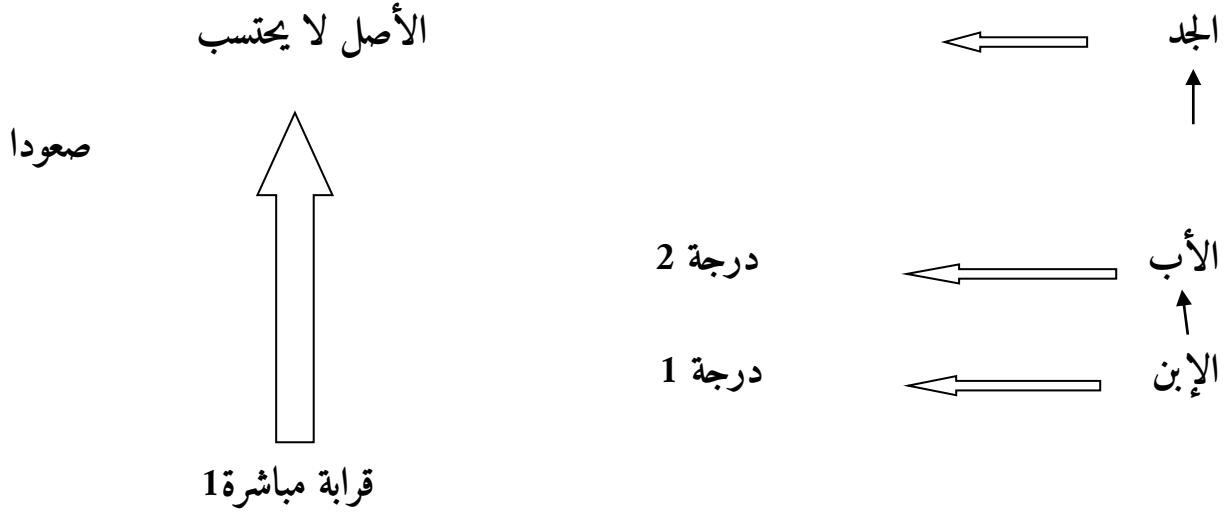 الجد الأصل لا يحتسب
صعودا
الأب درجة 2
الإبن درجة 1
قرابة مباشرة1